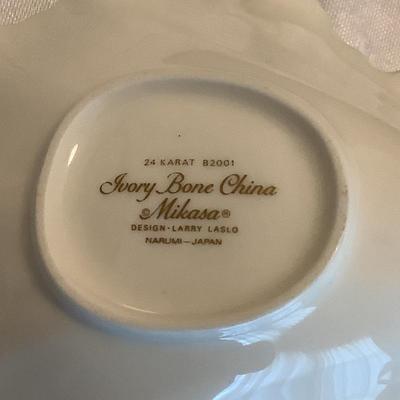 24 KARAT B2001
Ivory Bone China
Mikasa®
DESIGN-LARRY LASLO
NARUMI-JAPAN